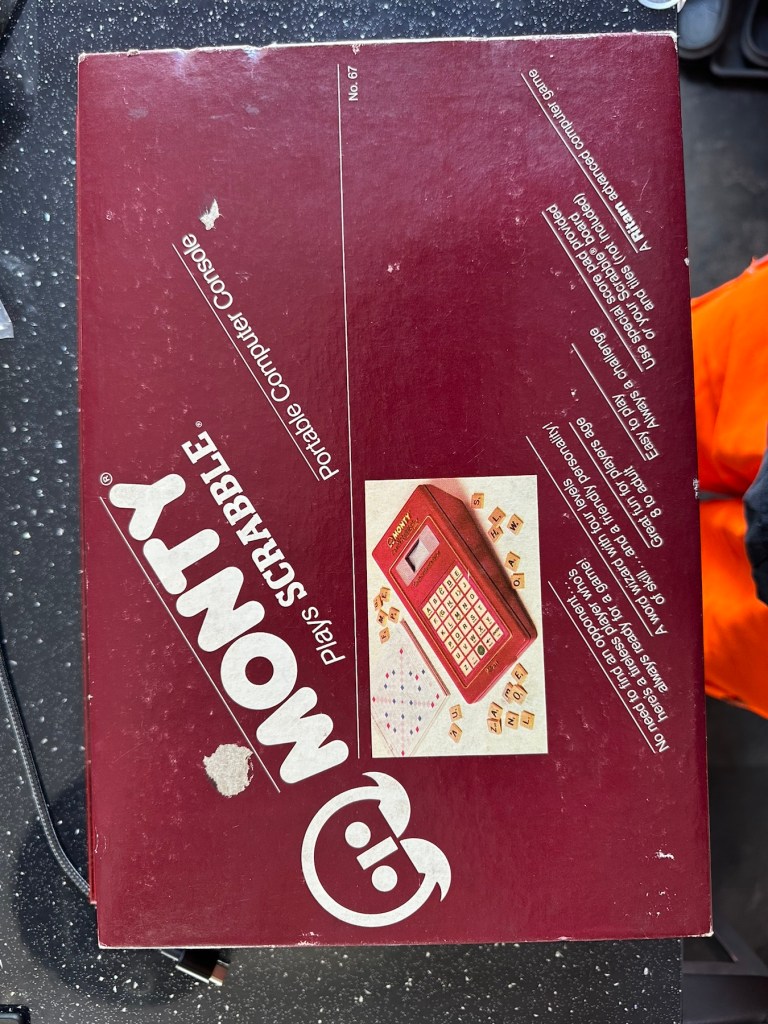 MONTY®
Plays SCRABBLE®
Portable Computer Console
No. 67
MONTY
No need to find an opponent...
here's a tireless player who's
always ready for a game!
A word wizard with four levels
of skill...and a friendly personality!
Great fun for players age
8 to adult
Easy to play
Always a challenge
Use special score pad provided
or your Scrabble® board
and tiles (not included)
A Ritam advanced computer game